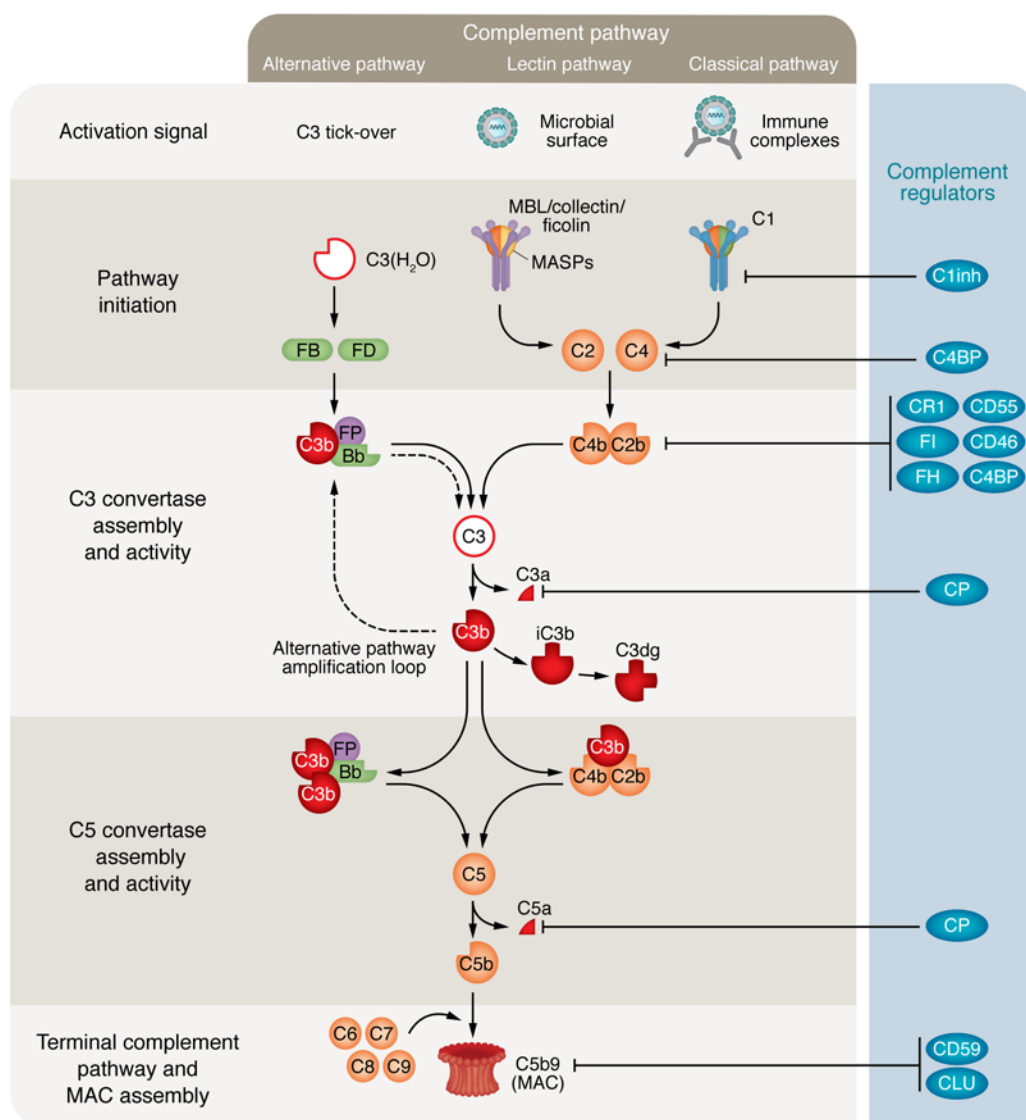 Complement pathway
Alternative pathway
Lectin pathway
Classical pathway
Activation signal
C3 tick-over
Microbial
surface
Immune
complexes
Complement
regulators
Pathway
initiation
C3(H₂O)
MBL/collectin/
ficolin
MASPs
C1
C1inh
FB
FD
C2
C4
C4BP
C3 convertase
assembly
and activity
C3b
FP
Bb
C4b
C2b
CR1
CD55
FI
CD46
FH
C4BP
C3
C3a
CP
C3b
iC3b
C3dg
Alternative pathway
amplification loop
C5 convertase
assembly
and activity
C3b
FP
Bb
C3b
C3b
C4b
C2b
C5
C5a
CP
C5b
Terminal complement
pathway and
MAC assembly
C6
C7
C8
C9
C5b9
(MAC)
CD59
CLU